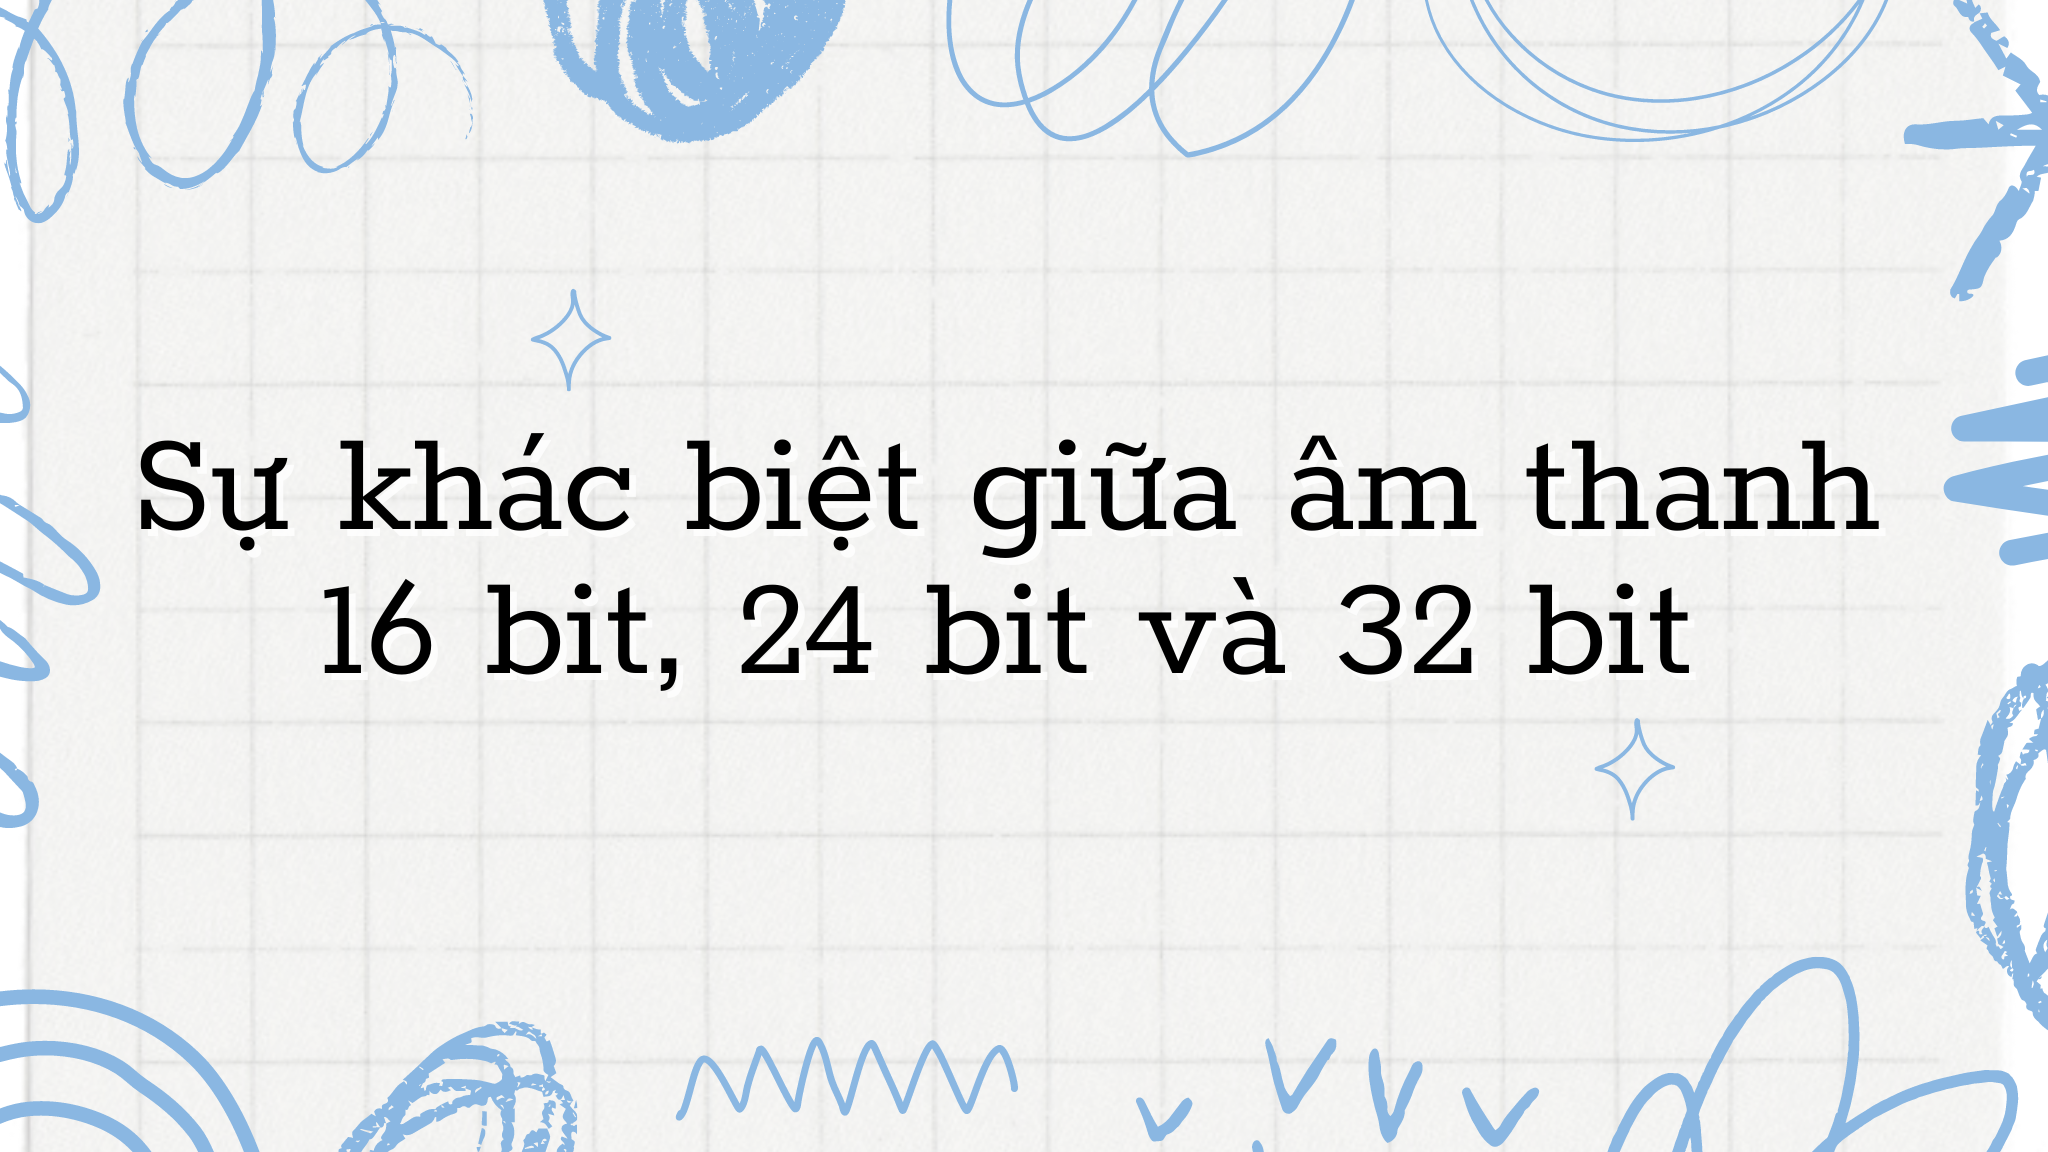 Sự khác biệt giữa âm thanh
16 bit, 24 bit và 32 bit